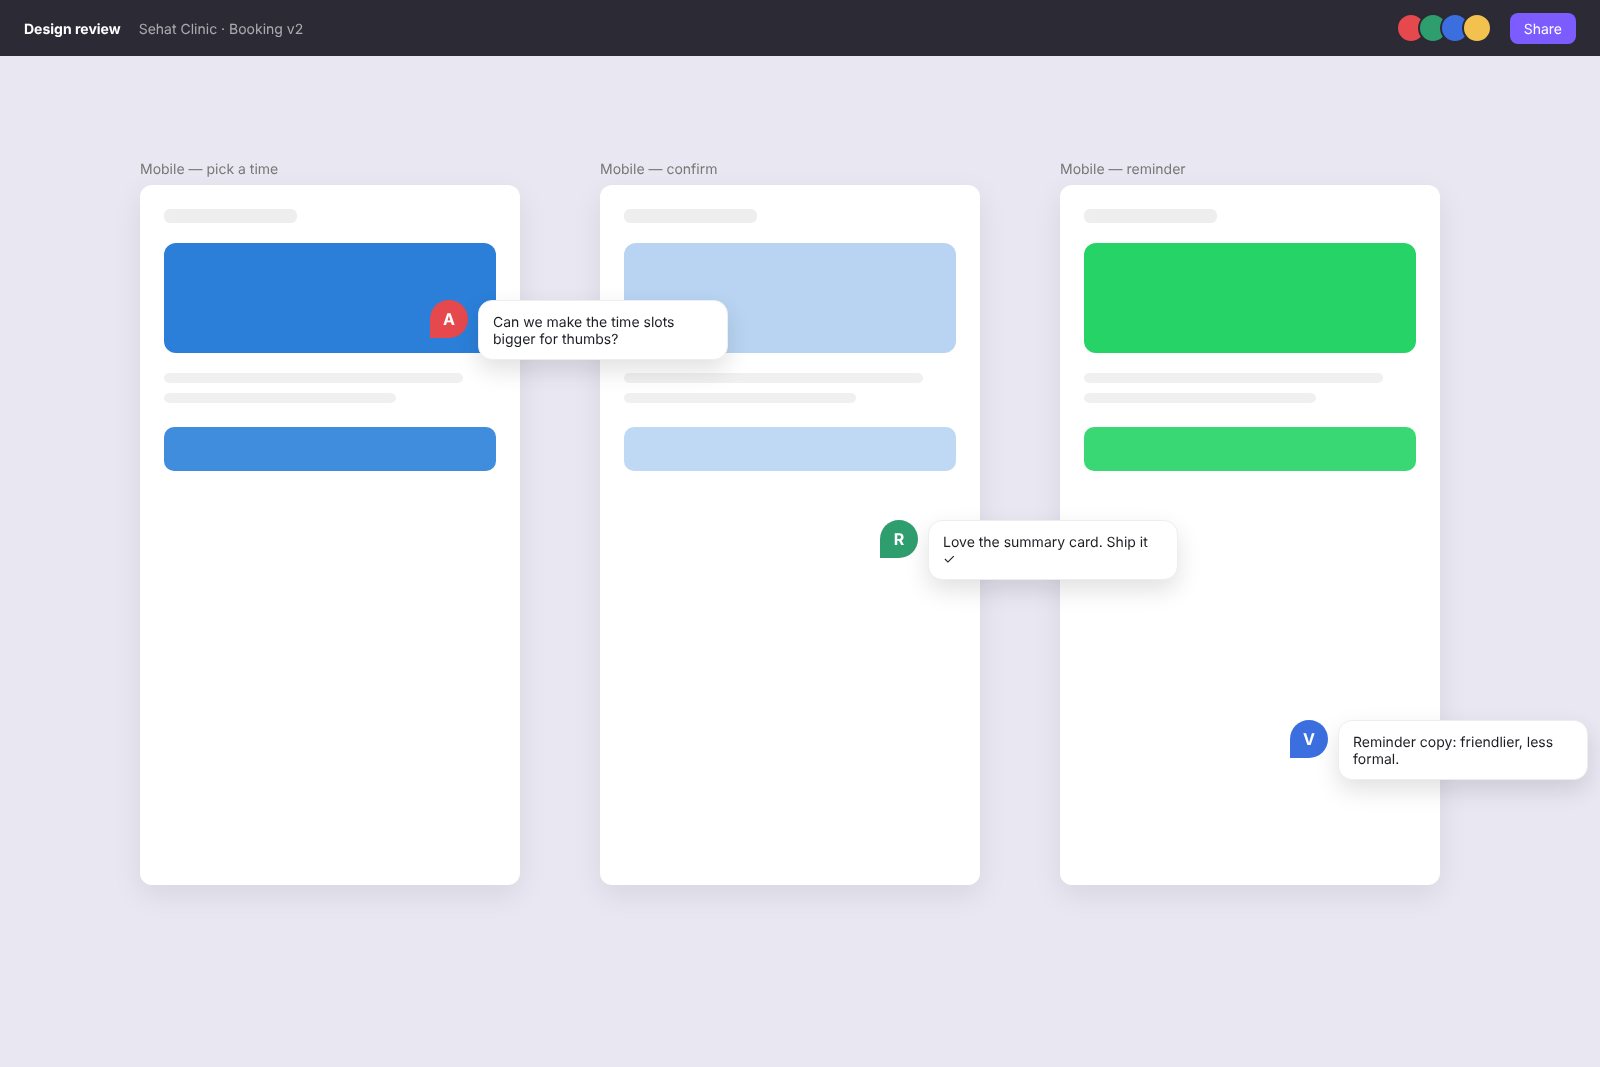 Design review
Sehat Clinic · Booking v2
Share
Mobile — pick a time
Mobile — confirm
Mobile — reminder
A
Can we make the time slots
bigger for thumbs?
R
Love the summary card. Ship it
✓
V
Reminder copy: friendlier, less
formal.